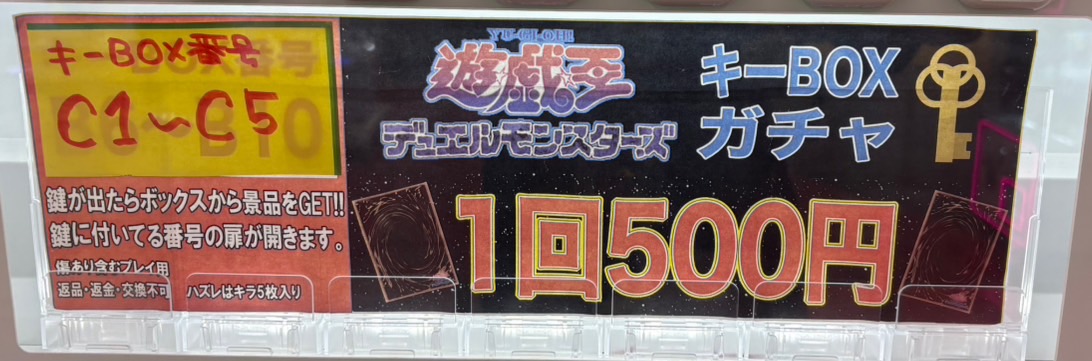 キーBOX番号
C1〜C5
鍵が出たらボックスから景品をGET!!
鍵に付いてる番号の扉が開きます。
傷あり含むプレイ用
返品・返金・交換不可
ハズレはキラ5枚入り
YU-GI-OH!
遊☆戯☆王
デュエルモンスターズ
キーBOX
ガチャ
1回500円